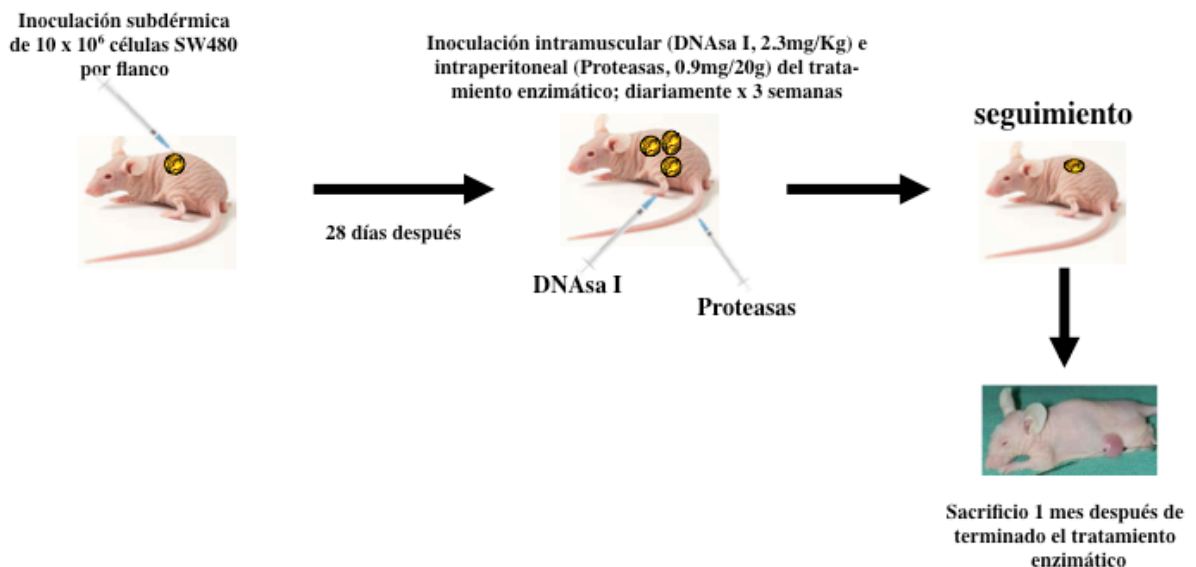 Inoculación subdérmica
de 10 x 10⁶ células SW480
por flanco
Inoculación intramuscular (DNAsa I, 2.3mg/Kg) e
intraperitoneal (Proteasas, 0.9mg/20g) del trata-
miento enzimático; diariamente x 3 semanas
seguimiento
28 días después
DNAsa I
Proteasas
Sacrificio 1 mes después de
terminado el tratamiento
enzimático